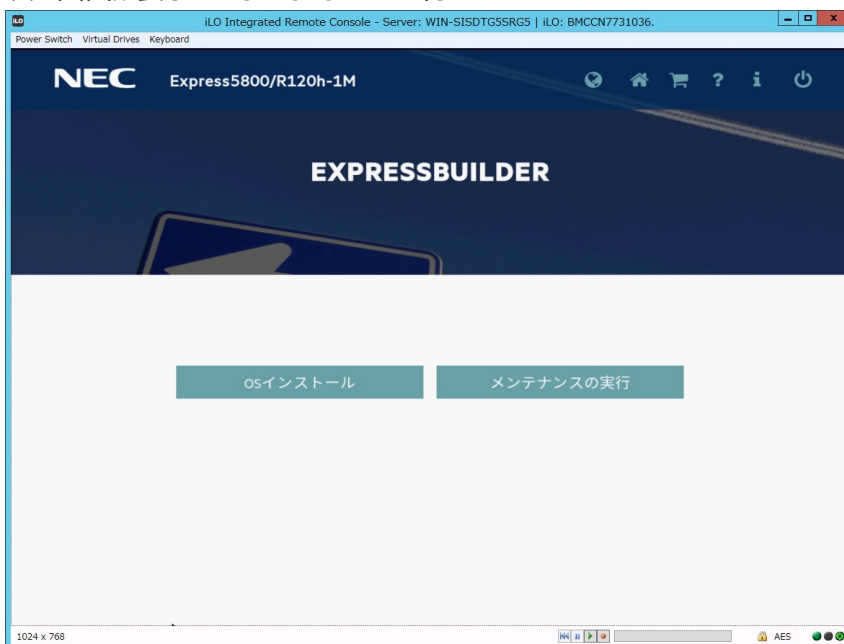 iLO
iLO Integrated Remote Console - Server: WIN-SISDTG5SRG5 | iLO: BMCCN7731036.
Power Switch Virtual Drives Keyboard
NEC Express5800/R120h-1M
EXPRESSBUILDER
OSインストール メンテナンスの実行
1024 x 768
AES